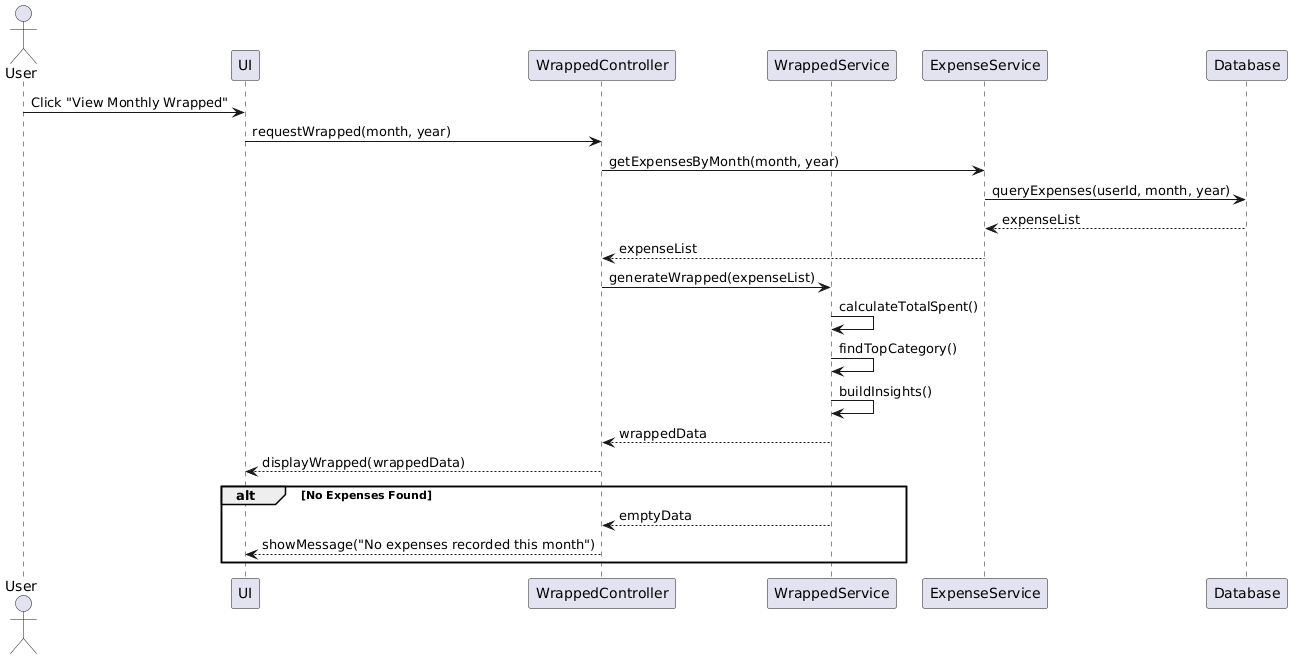 User
UI
WrappedController
WrappedService
ExpenseService
Database
Click "View Monthly Wrapped"
requestWrapped(month, year)
getExpensesByMonth(month, year)
queryExpenses(userId, month, year)
expenseList
expenseList
generateWrapped(expenseList)
calculateTotalSpent()
findTopCategory()
buildInsights()
wrappedData
displayWrapped(wrappedData)
alt [No Expenses Found]
emptyData
showMessage("No expenses recorded this month")
User
UI
WrappedController
WrappedService
ExpenseService
Database